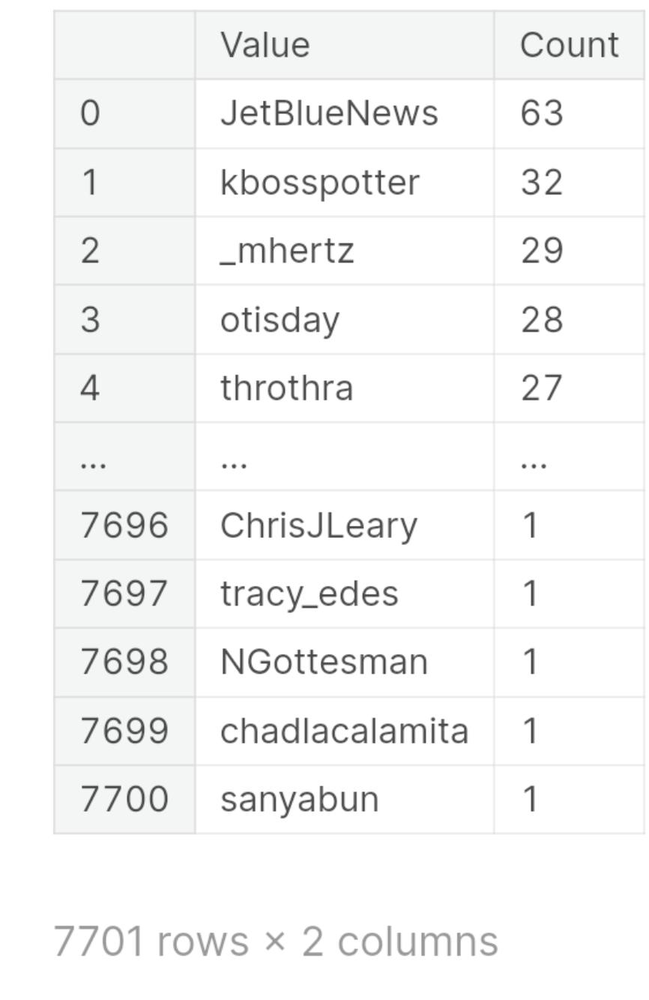 Value Count
0 JetBlueNews 63
1 kbosspotter 32
2 _mhertz 29
3 otisday 28
4 throthra 27
... ... ...
7696 ChrisJLeary 1
7697 tracy_edes 1
7698 NGottesman 1
7699 chadlacalamita 1
7700 sanyabun 1
7701 rows × 2 columns